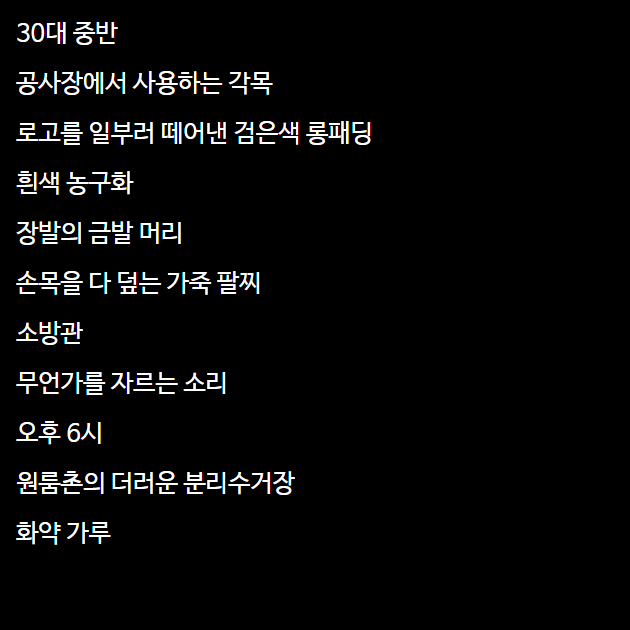 30대 중반
공사장에서 사용하는 각목
로고를 일부러 떼어낸 검은색 롱패딩
흰색 농구화
장발의 금발 머리
손목을 다 덮는 가죽 팔찌
소방관
무언가를 자르는 소리
오후 6시
원룸촌의 더러운 분리수거장
화약 가루